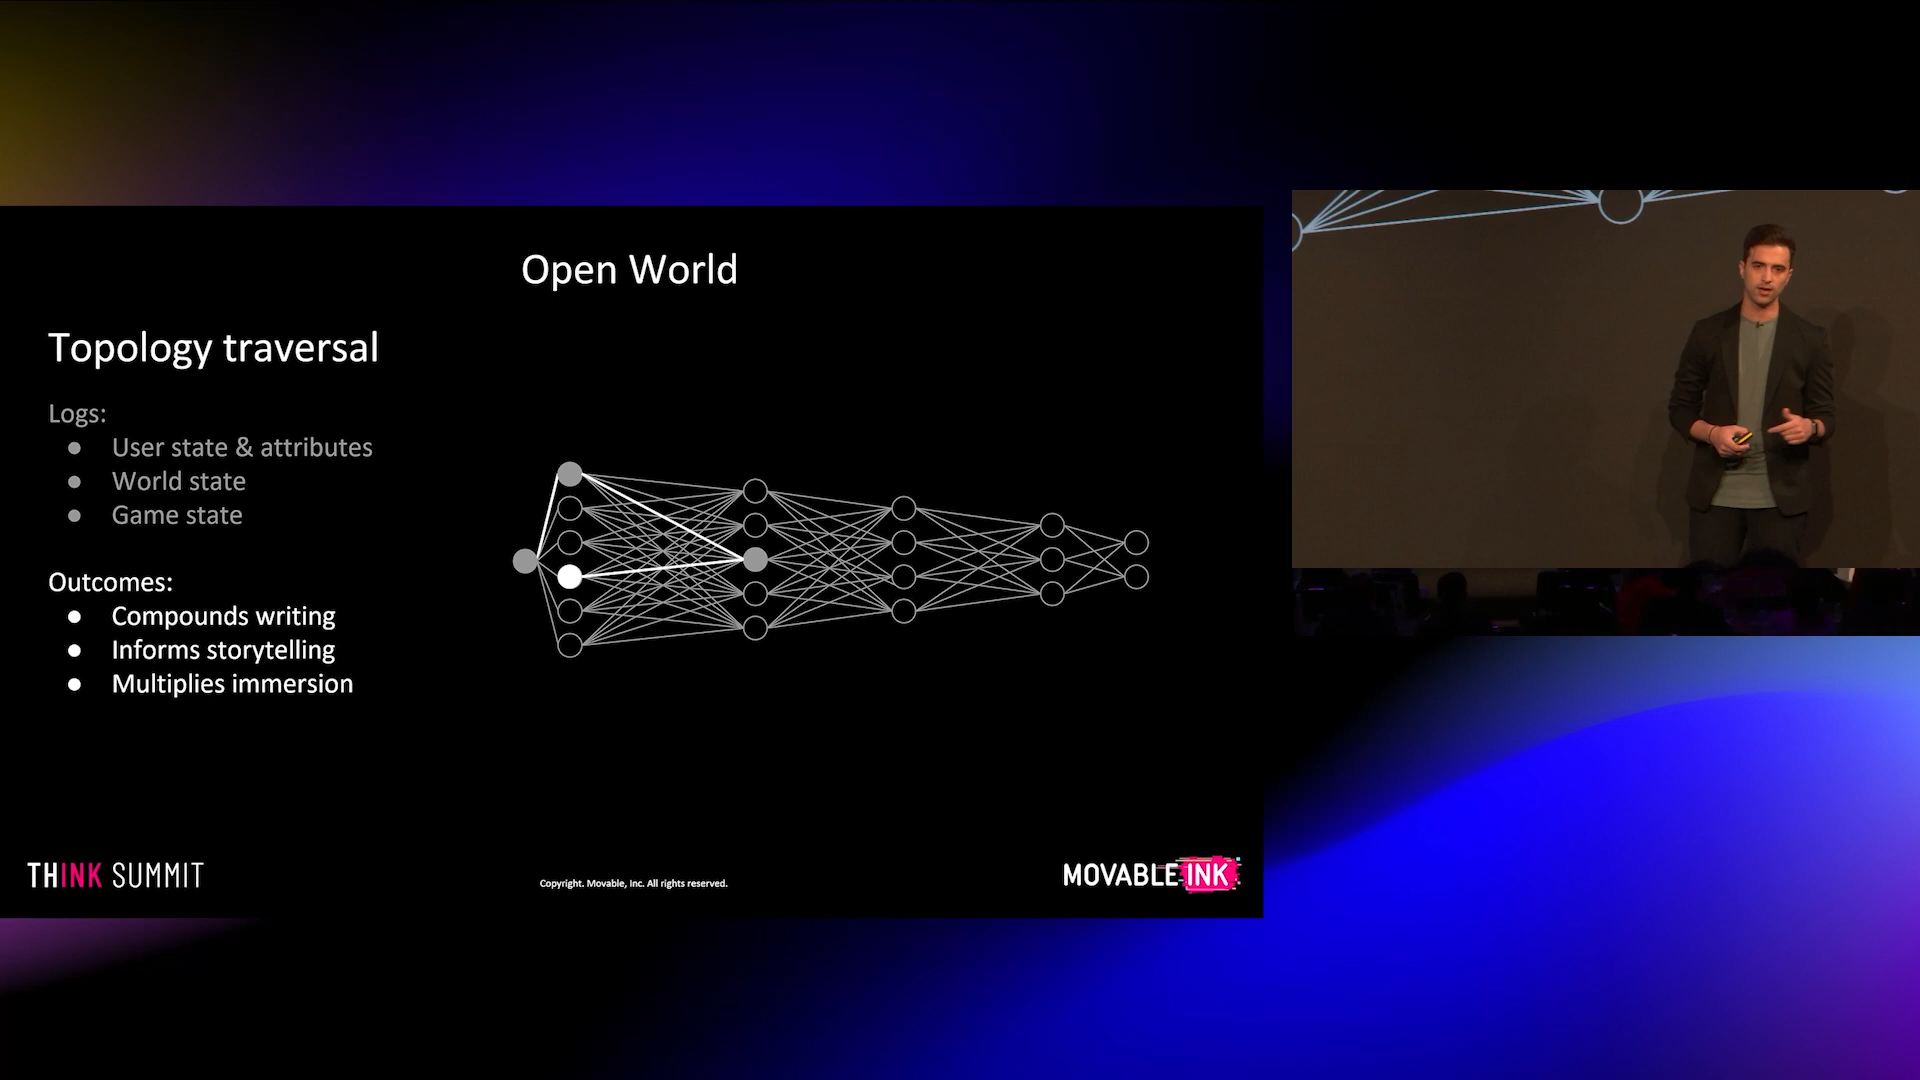 Open World
Topology traversal
Logs:
● User state & attributes
● World state
● Game state
Outcomes:
● Compounds writing
● Informs storytelling
● Multiplies immersion
THINK SUMMIT
Copyright. Movable, Inc. All rights reserved.
MOVABLE INK